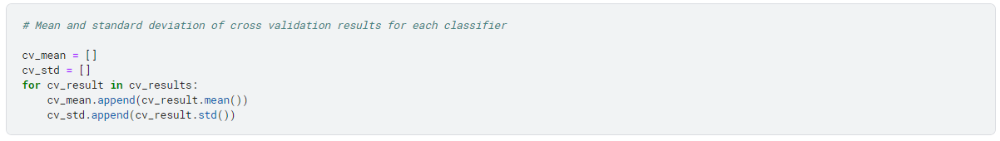 # Mean and standard deviation of cross validation results for each classifier
cv_mean = []
cv_std = []
for cv_result in cv_results:
    cv_mean.append(cv_result.mean())
    cv_std.append(cv_result.std())